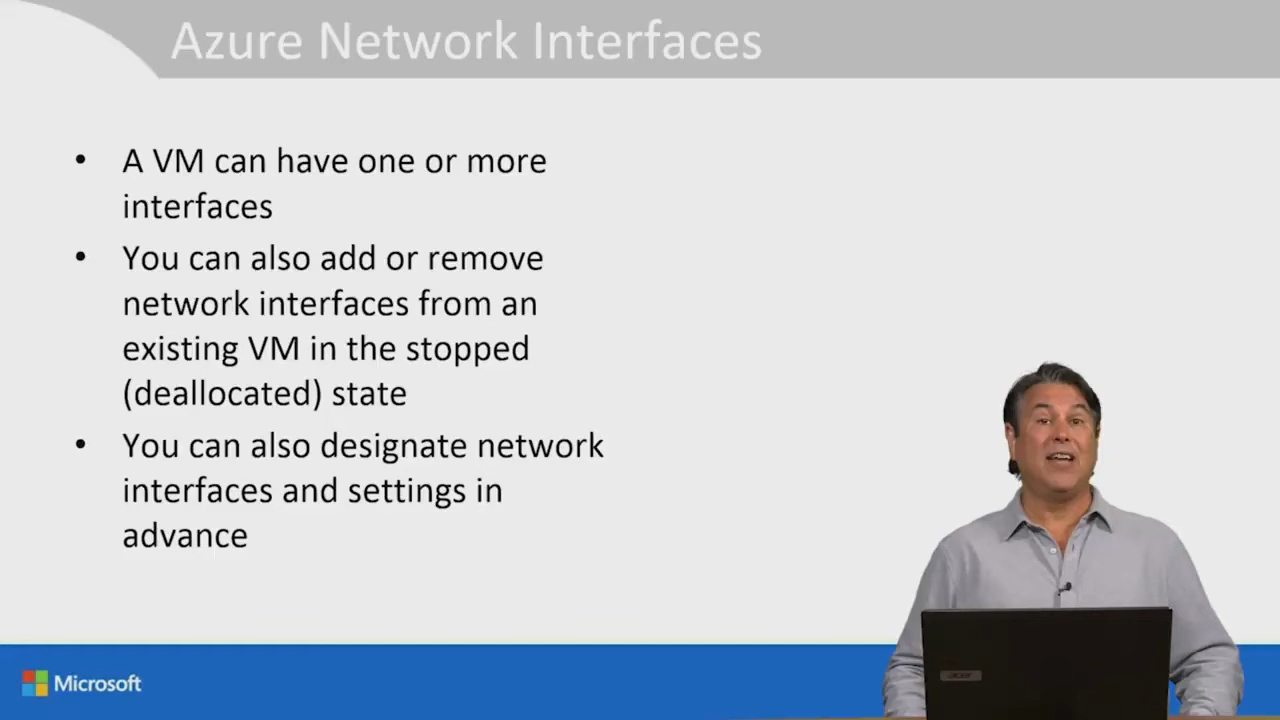 Azure Network Interfaces
• A VM can have one or more
interfaces
• You can also add or remove
network interfaces from an
existing VM in the stopped
(deallocated) state
• You can also designate network
interfaces and settings in
advance
Microsoft
acer